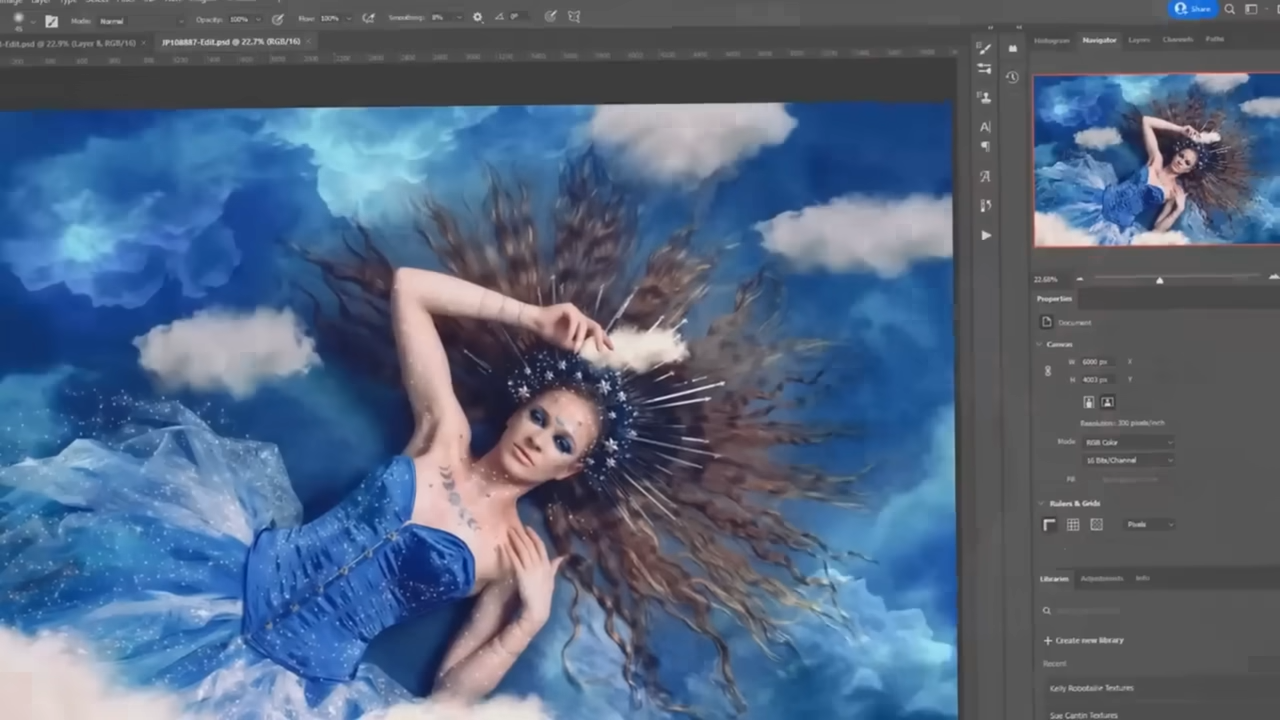 Mode: Normal Opacity: 100% Flow: 100% Smoothing: 8% 0°
Share
-Edit.psd @ 22.9% (Layer 8, RGB/16) × JP108887-Edit.psd @ 22.7% (RGB/16) ×
Histogram Navigator Layers Channels Paths
22.68%
Properties
Document
Canvas
W 6000 px X
H 4003 px Y
Resolution: 300 pixels/inch
Mode RGB Color
16 Bits/Channel
Fill
Rulers & Grids
Pixels
Libraries Adjustments Info
+ Create new library
Recent
Kelly Robotaille Textures
Sue Cantin Textures